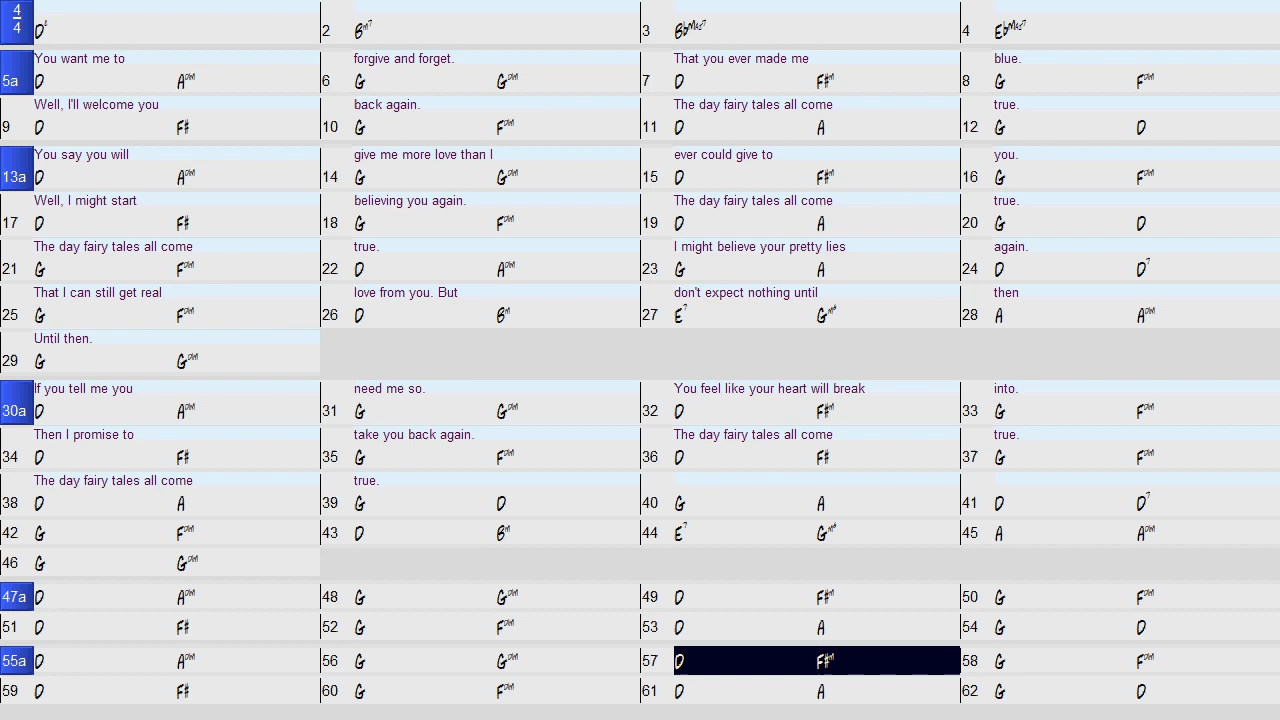 4/4 D² 2 Bm7 3 BbMaj7 4 EbMaj7
You want me to forgive and forget. That you ever made me blue.
5a D Adim 6 G Gdim 7 D F#m 8 G Fdim
Well, I'll welcome you back again. The day fairy tales all come true.
9 D F# 10 G Fdim 11 D A 12 G D
You say you will give me more love than I ever could give to you.
13a D Adim 14 G Gdim 15 D F#m 16 G Fdim
Well, I might start believing you again. The day fairy tales all come true.
17 D F# 18 G Fdim 19 D A 20 G D
The day fairy tales all come true. I might believe your pretty lies again.
21 G Fdim 22 D Adim 23 G A 24 D D7
That I can still get real love from you. But don't expect nothing until then
25 G Fdim 26 D Bm 27 E7 Gm6 28 A Adim
Until then.
29 G Gdim
If you tell me you need me so. You feel like your heart will break into.
30a D Adim 31 G Gdim 32 D F#m 33 G Fdim
Then I promise to take you back again. The day fairy tales all come true.
34 D F# 35 G Fdim 36 D F# 37 G Fdim
The day fairy tales all come true.
38 D A 39 G D 40 G A 41 D D7
42 G Fdim 43 D Bm 44 E7 Gm6 45 A Adim
46 G Gdim
47a D Adim 48 G Gdim 49 D F#m 50 G Fdim
51 D F# 52 G Fdim 53 D A 54 G D
55a D Adim 56 G Gdim 57 D F#m 58 G Fdim
59 D F# 60 G Fdim 61 D A 62 G D